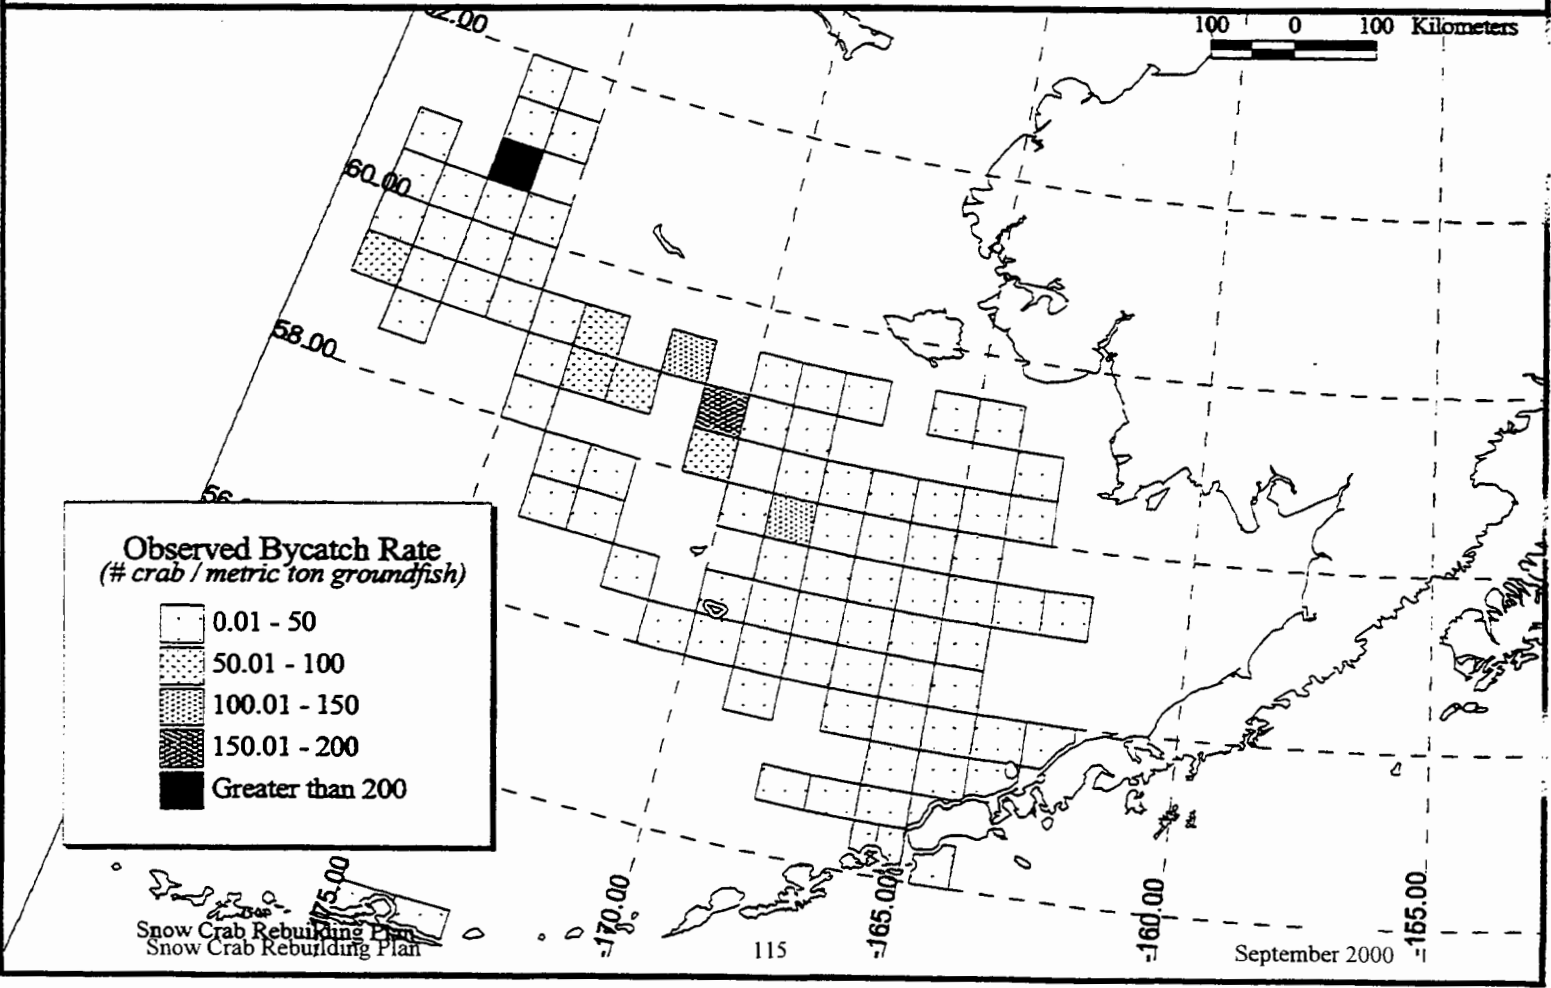 100 0 100 Kilometers
60.00
58.00
56.
Observed Bycatch Rate
(# crab / metric ton groundfish)
0.01 - 50
50.01 - 100
100.01 - 150
150.01 - 200
Greater than 200
-170.00
-165.00
-160.00
-155.00
Snow Crab Rebuilding Plan
Snow Crab Rebuilding Plan
115
September 2000